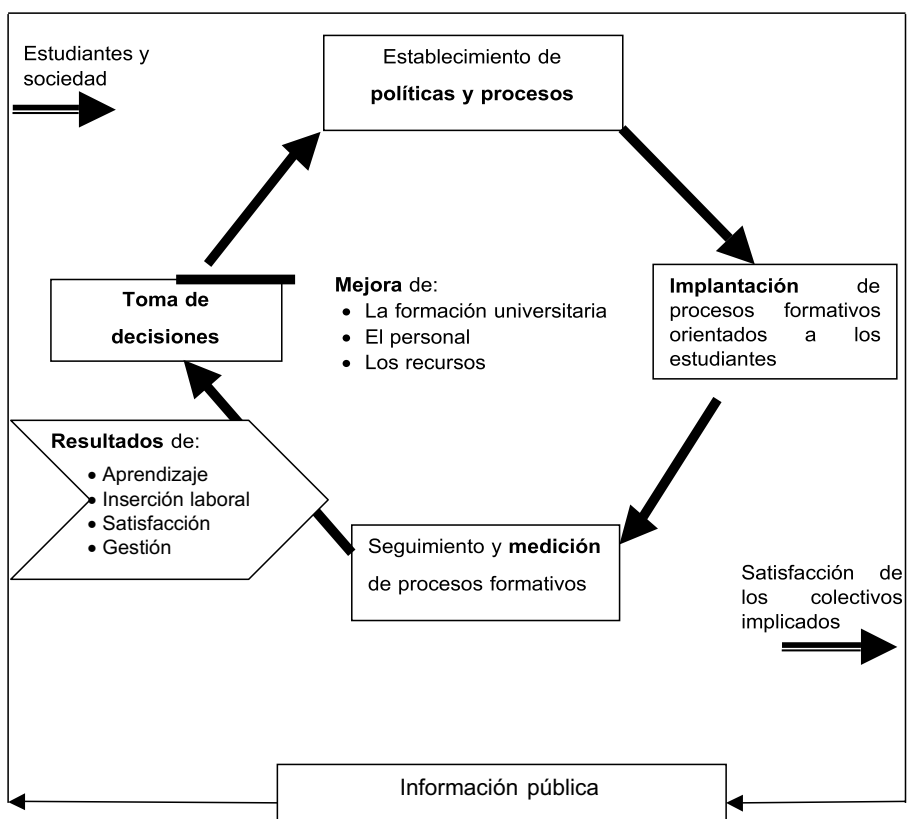 Estudiantes y
sociedad
Establecimiento de
políticas y procesos
Toma de
decisiones
Mejora de:
• La formación universitaria
• El personal
• Los recursos
Implantación de
procesos formativos
orientados a los
estudiantes
Resultados de:
• Aprendizaje
• Inserción laboral
• Satisfacción
• Gestión
Seguimiento y medición
de procesos formativos
Satisfacción de
los colectivos
implicados
Información pública